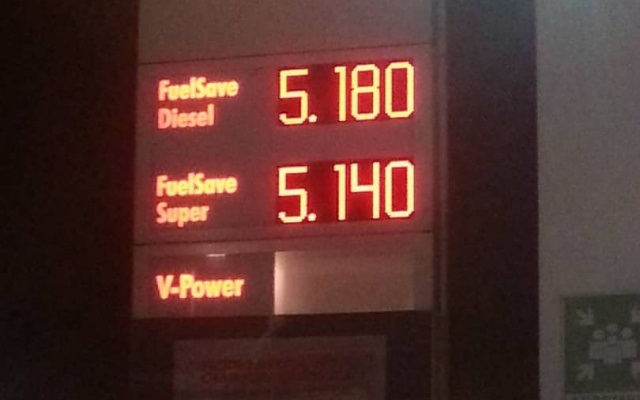 FuelSave
Diesel 5.180
FuelSave
Super 5.140
V-Power